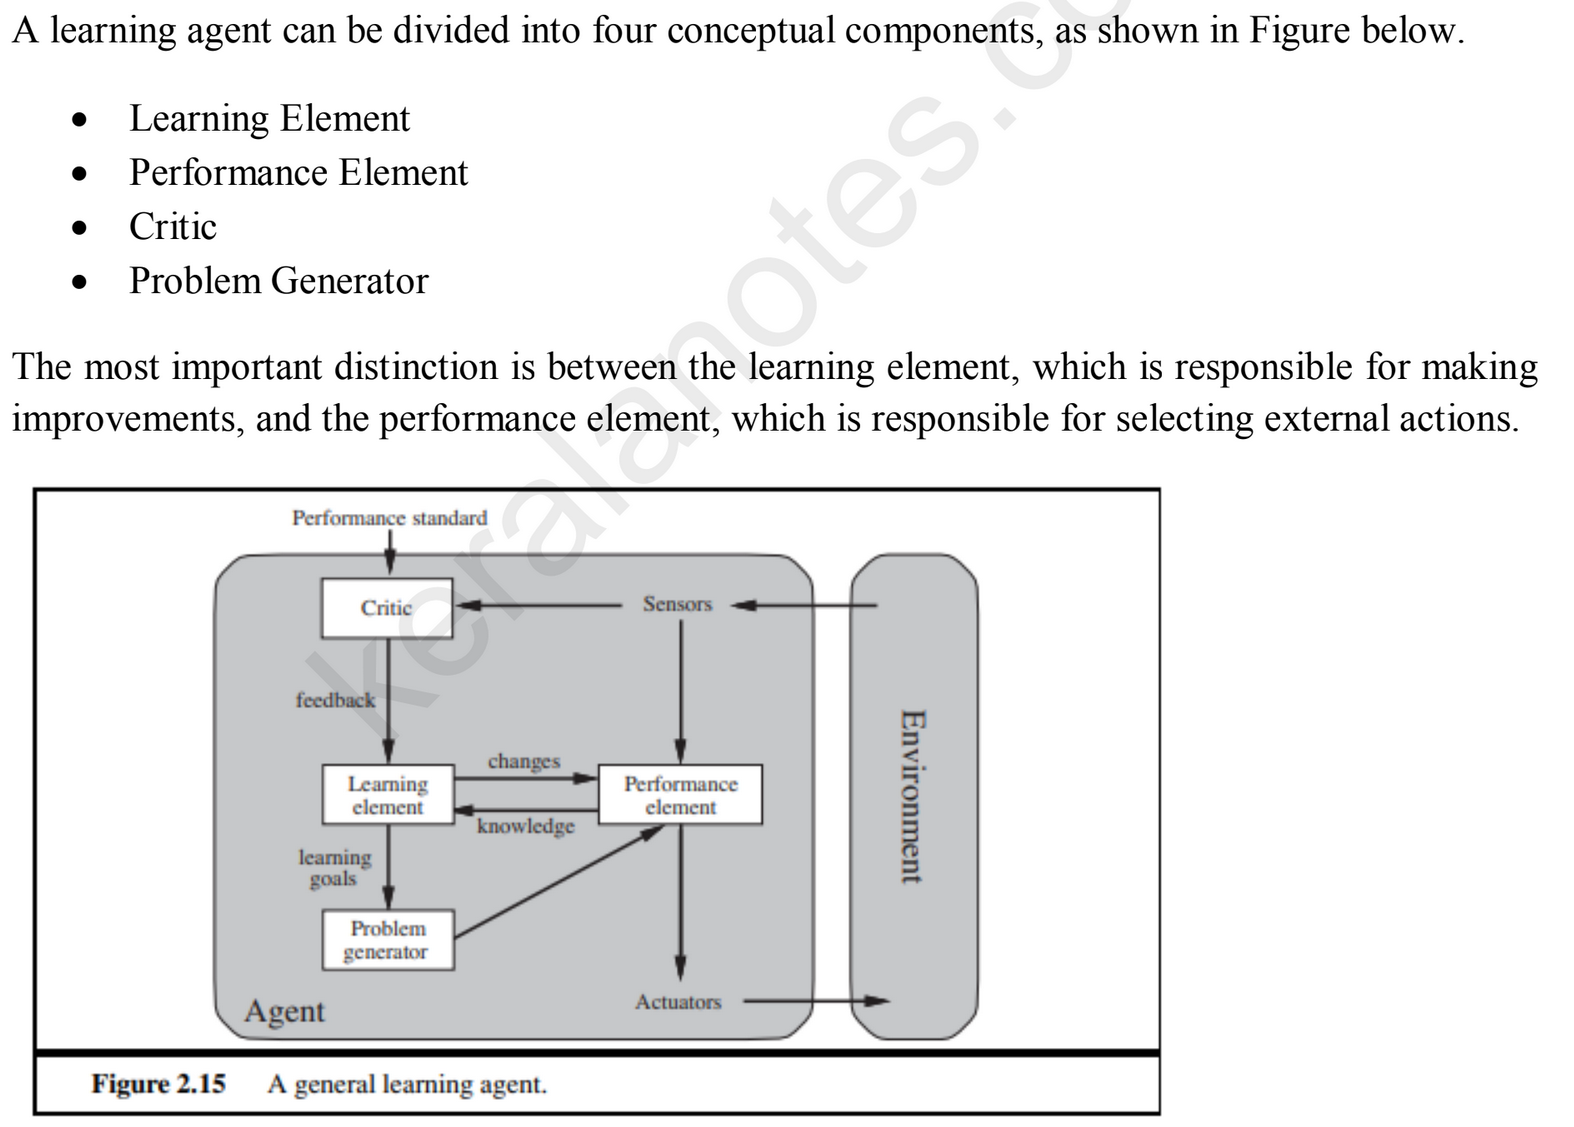 A learning agent can be divided into four conceptual components, as shown in Figure below.
• Learning Element
• Performance Element
• Critic
• Problem Generator
The most important distinction is between the learning element, which is responsible for making
improvements, and the performance element, which is responsible for selecting external actions.
Performance standard
Critic
Sensors
feedback
changes
Learning
element
Performance
element
knowledge
learning
goals
Problem
generator
Agent
Actuators
Environment
Figure 2.15 A general learning agent.
keralanotes.co